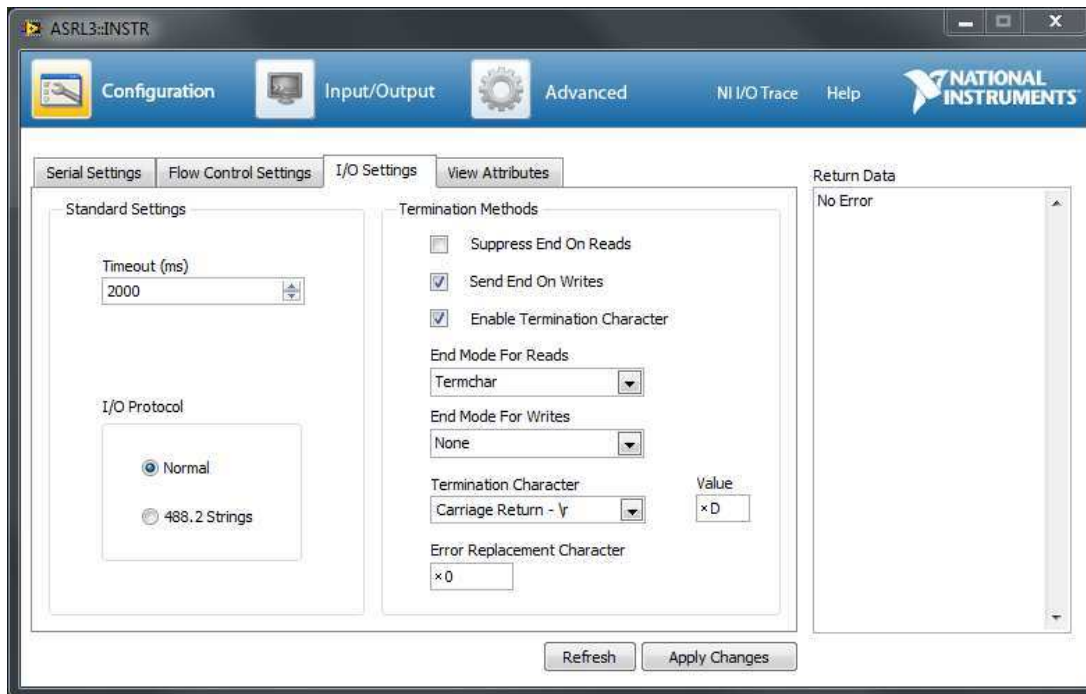 ASRL3::INSTR
Configuration
Input/Output
Advanced
NI I/O Trace
Help
NATIONAL
INSTRUMENTS
Serial Settings
Flow Control Settings
I/O Settings
View Attributes
Return Data
No Error
Standard Settings
Timeout (ms)
2000
I/O Protocol
Normal
488.2 Strings
Termination Methods
Suppress End On Reads
Send End On Writes
Enable Termination Character
End Mode For Reads
Termchar
End Mode For Writes
None
Termination Character
Carriage Return - \r
Value
×D
Error Replacement Character
×0
Refresh
Apply Changes